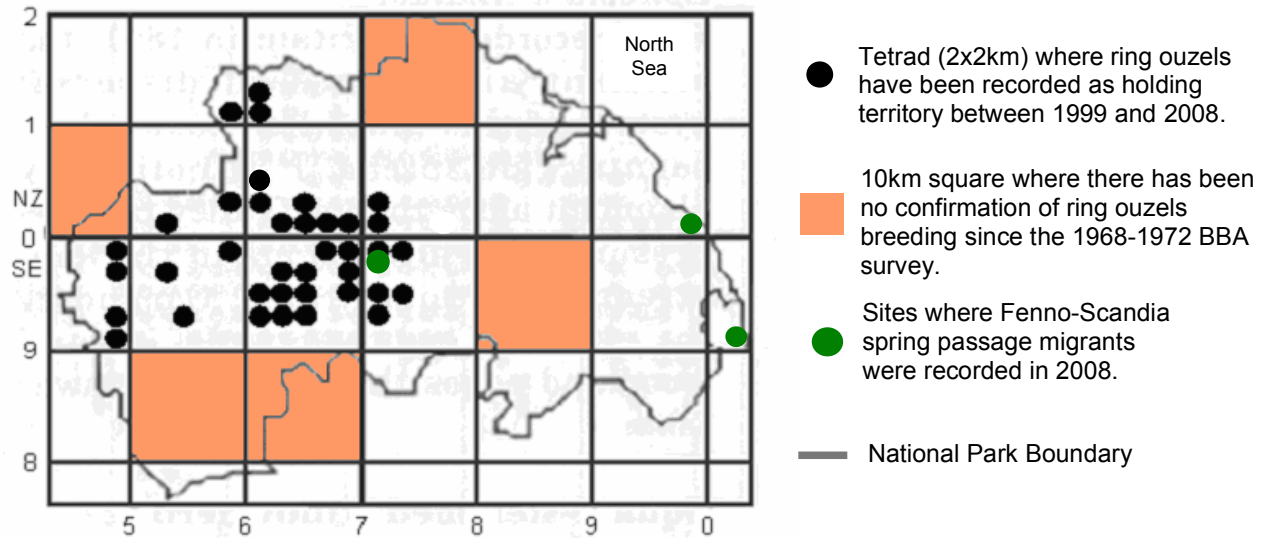 2
North
Sea
1
NZ
0
SE
9
8
5 6 7 8 9 0
Tetrad (2x2km) where ring ouzels
have been recorded as holding
territory between 1999 and 2008.
10km square where there has been
no confirmation of ring ouzels
breeding since the 1968-1972 BBA
survey.
Sites where Fenno-Scandia
spring passage migrants
were recorded in 2008.
National Park Boundary